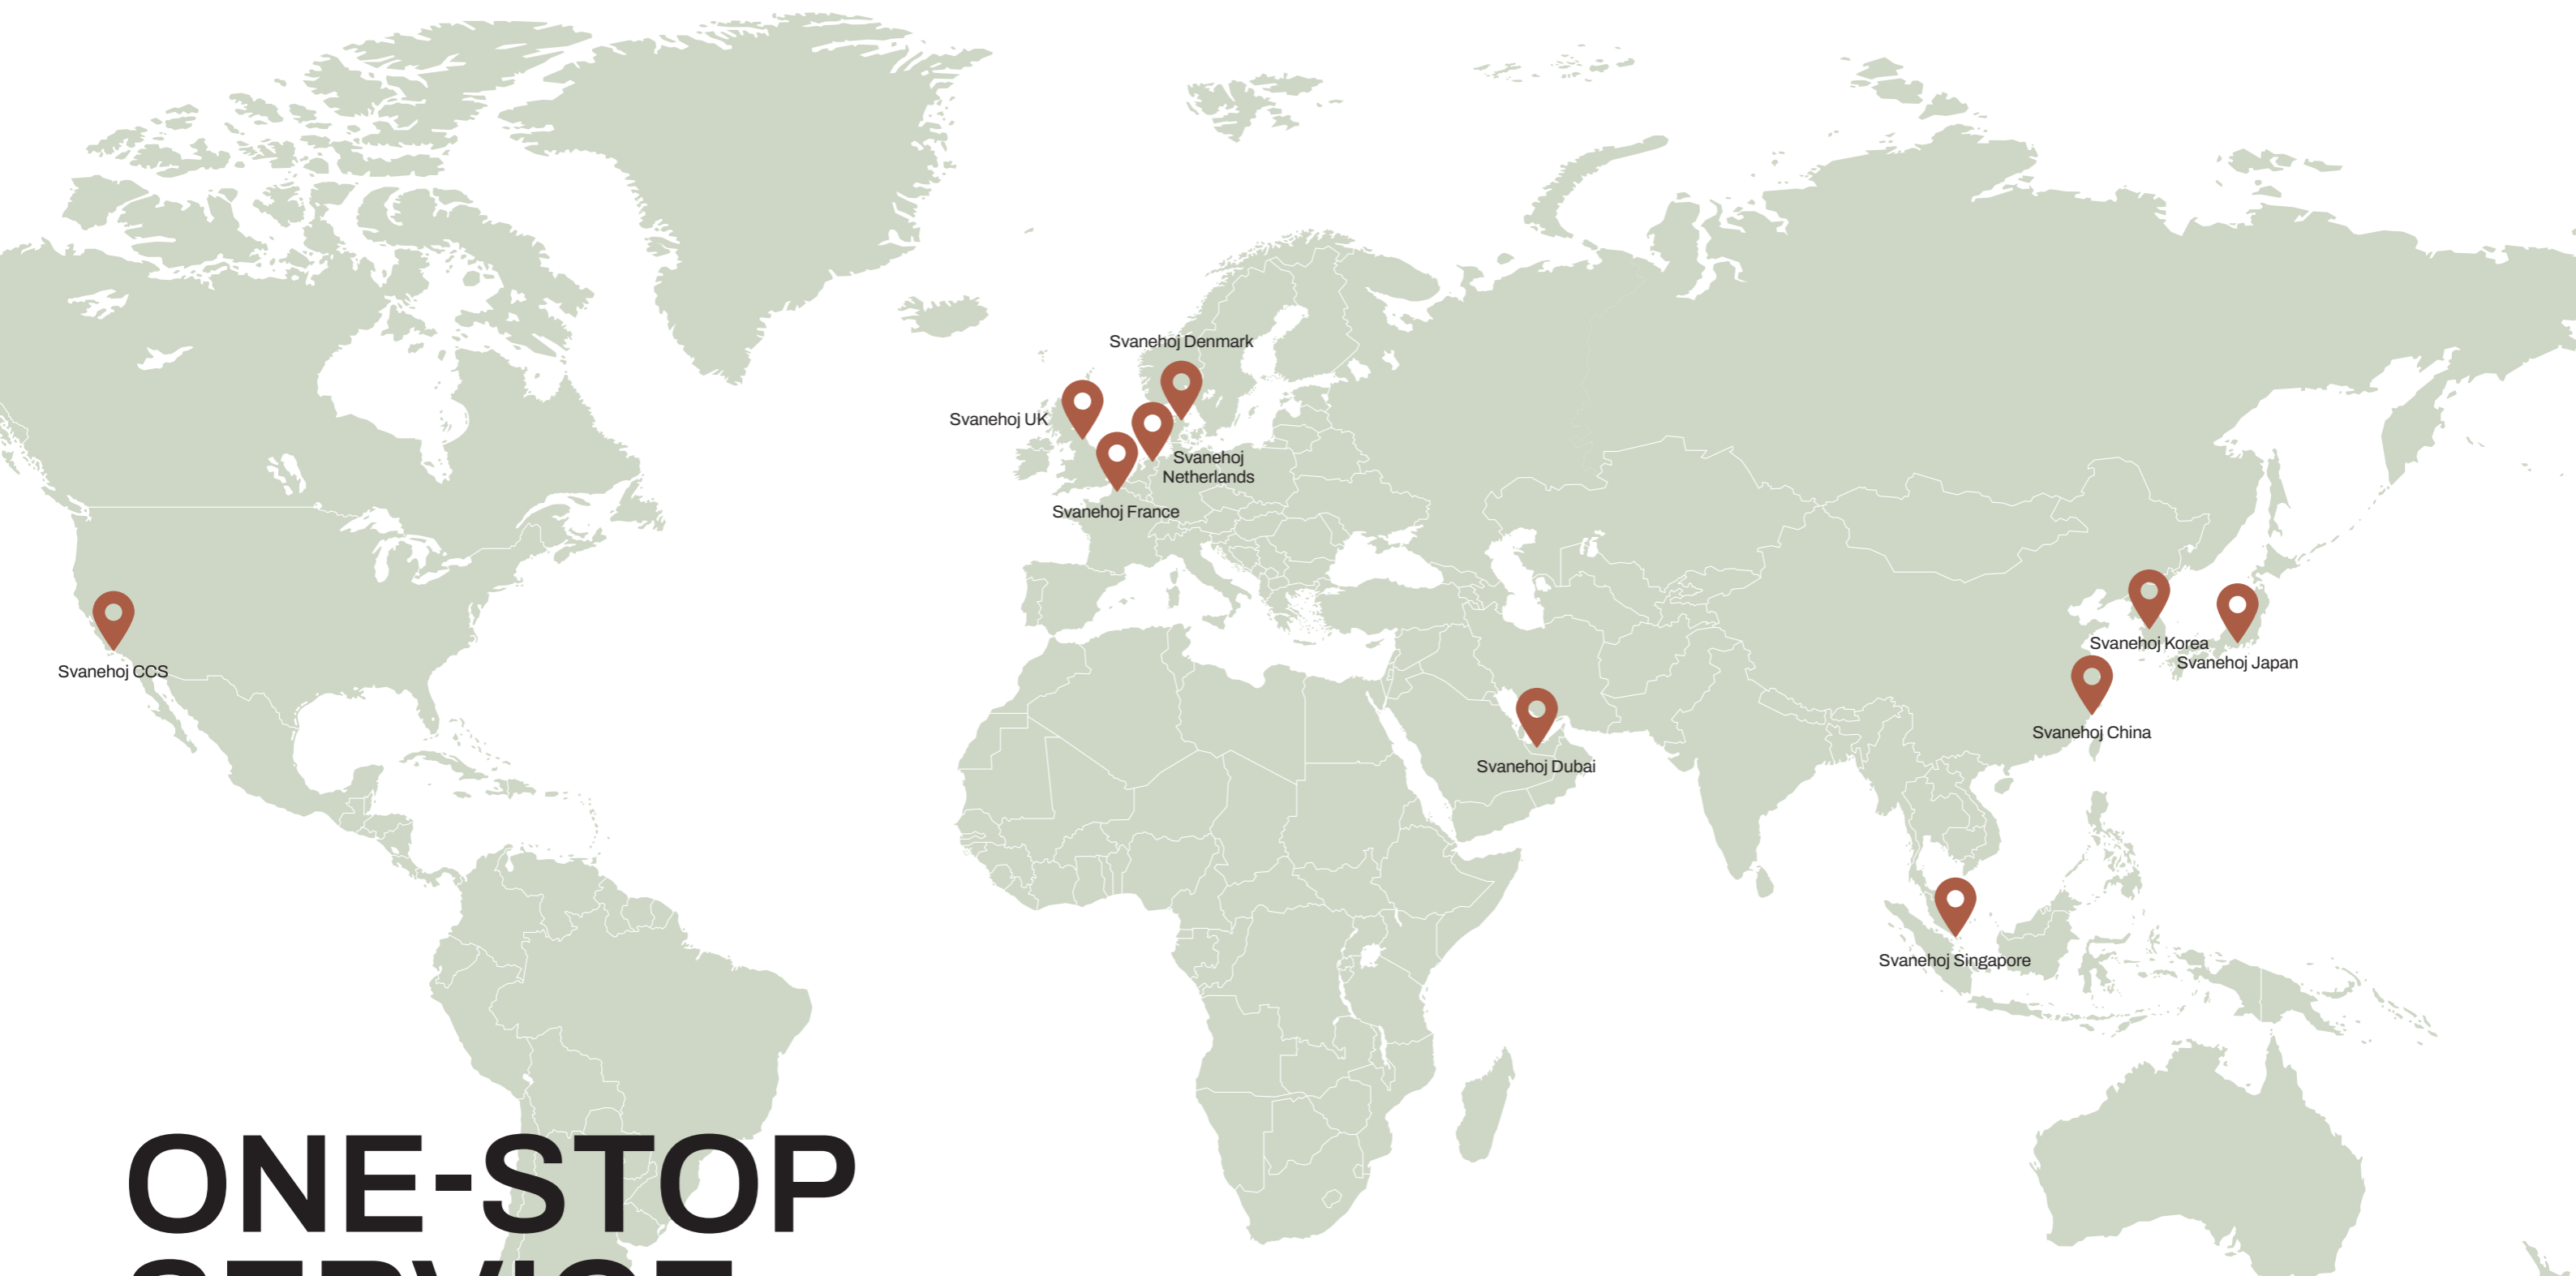 Svanehoj Denmark
Svanehoj UK
Svanehoj
Netherlands
Svanehoj France
Svanehoj CCS
Svanehoj Korea
Svanehoj Japan
Svanehoj China
Svanehoj Dubai
Svanehoj Singapore
ONE-STOP
SERVICE